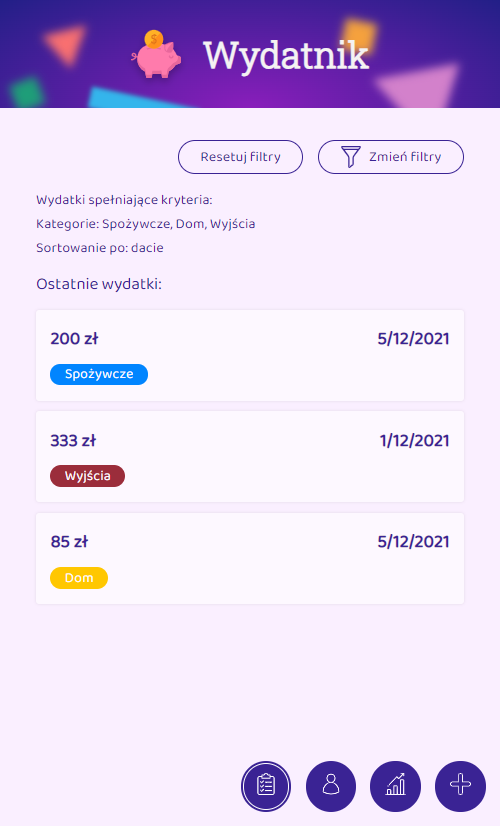 Wydatnik
Resetuj filtry
Zmień filtry
Wydatki spełniające kryteria:
Kategorie: Spożywcze, Dom, Wyjścia
Sortowanie po: dacie
Ostatnie wydatki:
200 zł
5/12/2021
Spożywcze
333 zł
1/12/2021
Wyjścia
85 zł
5/12/2021
Dom